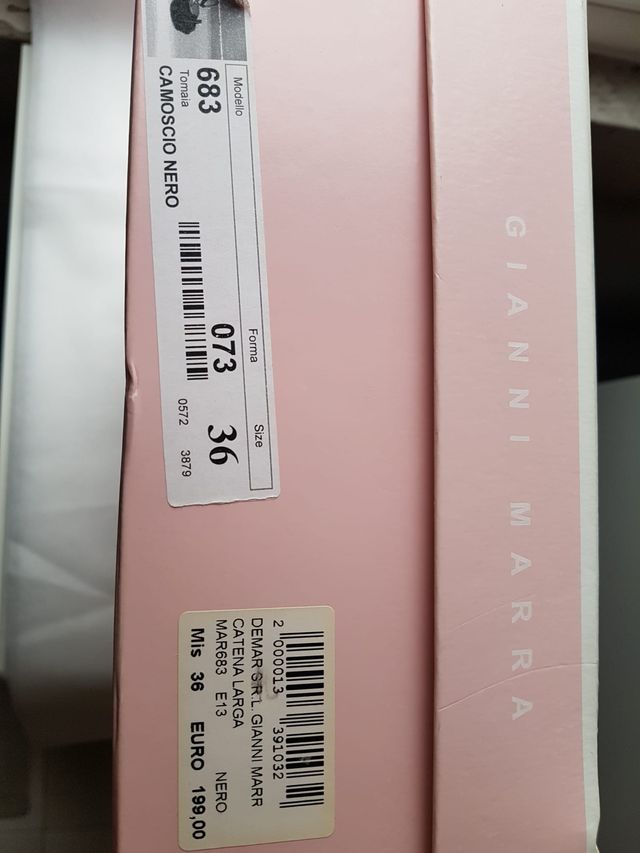 Modello Forma Size
683 073 36
Tomaia
CAMOSCIO NERO
0572 3879
GIANNI MARRA
2 000013 391032
DEMAR S.R.L. GIANNI MARR
CATENA LARGA
MAR683 E13 NERO
Mis 36 EURO 199,00